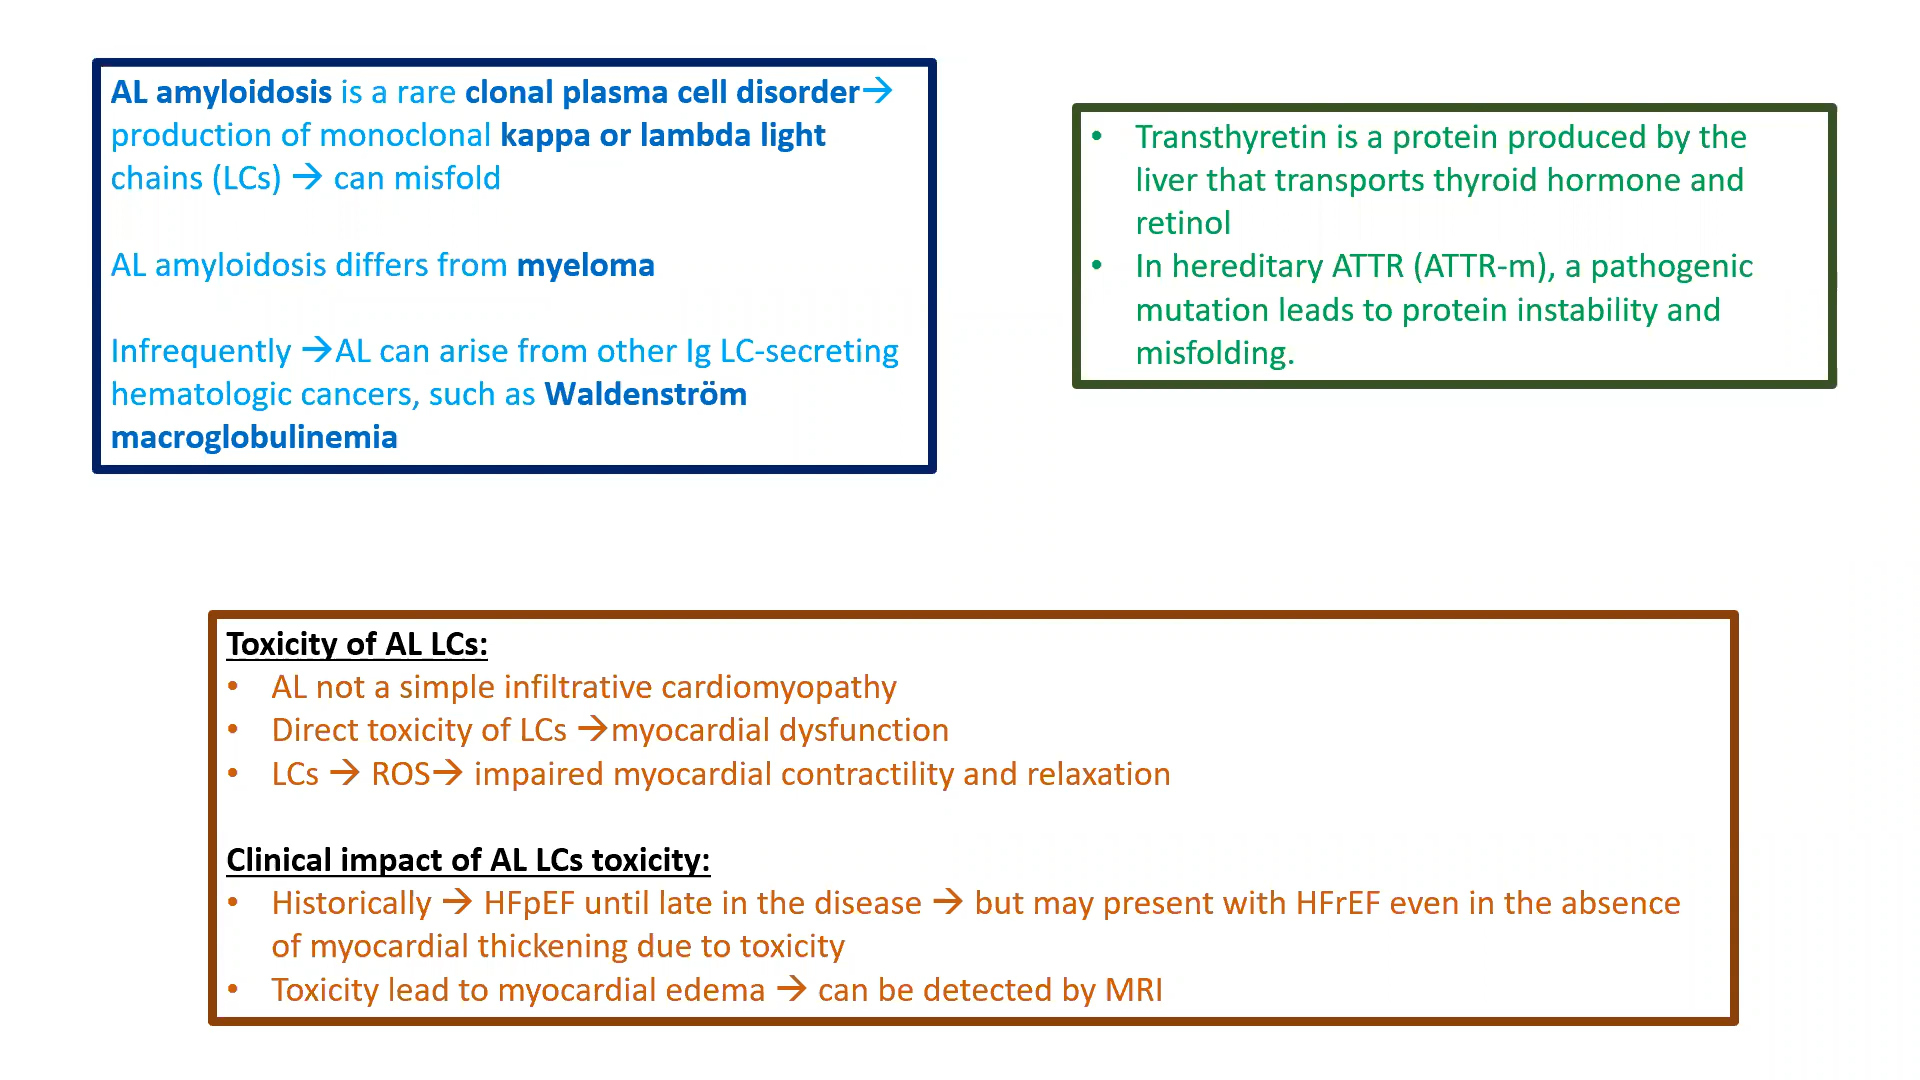 AL amyloidosis is a rare clonal plasma cell disorder→
production of monoclonal kappa or lambda light
chains (LCs) → can misfold
AL amyloidosis differs from myeloma
Infrequently →AL can arise from other Ig LC-secreting
hematologic cancers, such as Waldenström
macroglobulinemia
• Transthyretin is a protein produced by the
liver that transports thyroid hormone and
retinol
• In hereditary ATTR (ATTR-m), a pathogenic
mutation leads to protein instability and
misfolding.
Toxicity of AL LCs:
• AL not a simple infiltrative cardiomyopathy
• Direct toxicity of LCs →myocardial dysfunction
• LCs → ROS→ impaired myocardial contractility and relaxation
Clinical impact of AL LCs toxicity:
• Historically → HFpEF until late in the disease → but may present with HFrEF even in the absence
of myocardial thickening due to toxicity
• Toxicity lead to myocardial edema → can be detected by MRI